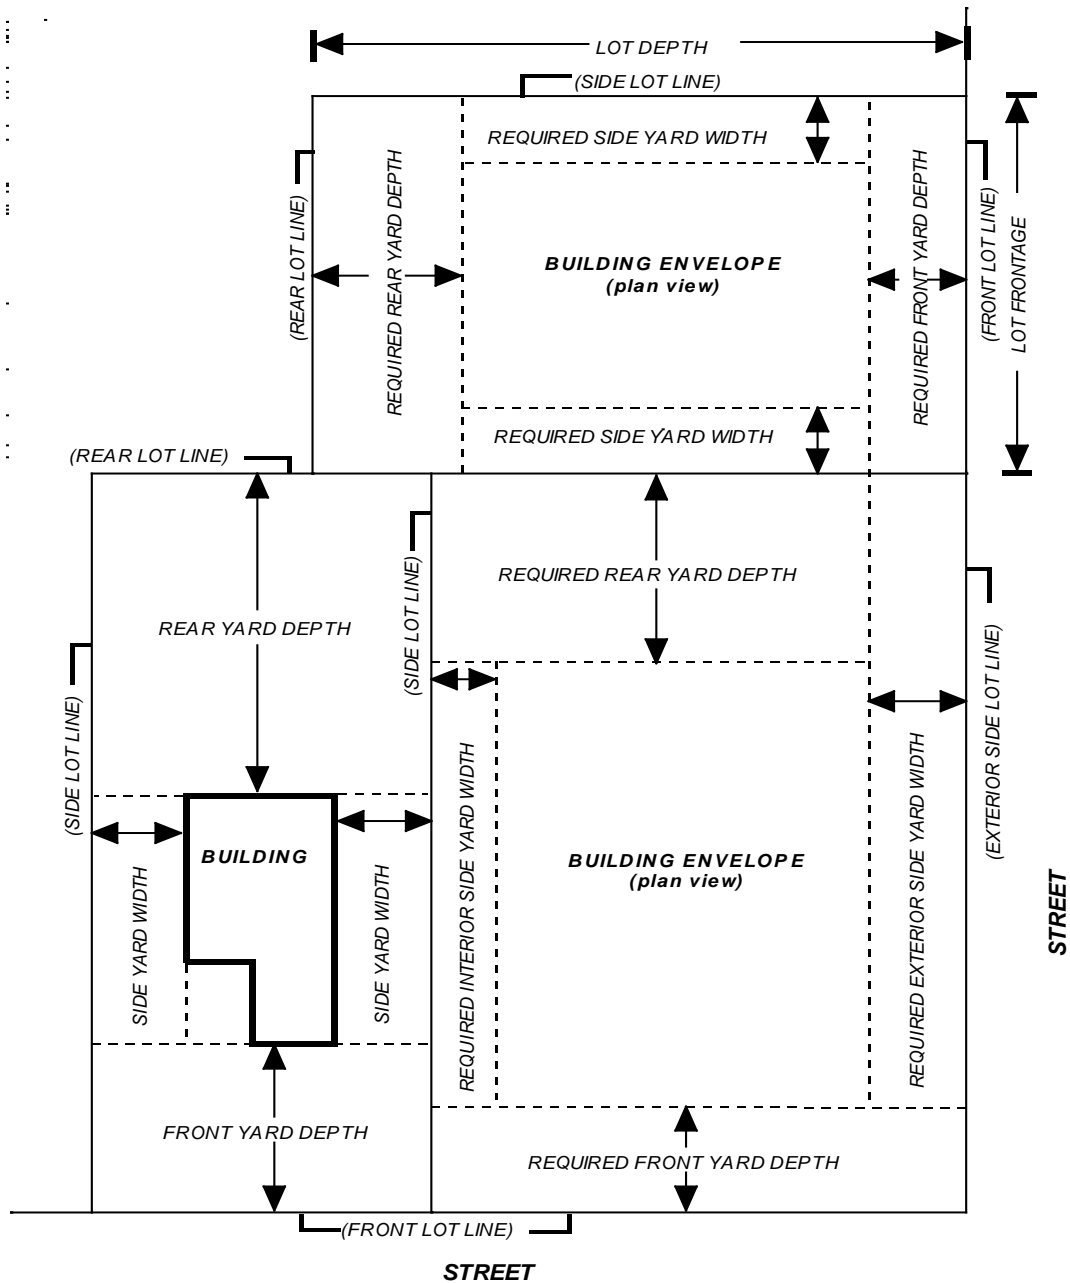 LOT DEPTH
(SIDE LOT LINE)
REQUIRED SIDE YARD WIDTH
(REAR LOT LINE)
REQUIRED REAR YARD DEPTH
BUILDING ENVELOPE
(plan view)
REQUIRED FRONT YARD DEPTH
(FRONT LOT LINE)
LOT FRONTAGE
REQUIRED SIDE YARD WIDTH
(REAR LOT LINE)
(SIDE LOT LINE)
REQUIRED REAR YARD DEPTH
REAR YARD DEPTH
(SIDE LOT LINE)
(EXTERIOR SIDE LOT LINE)
BUILDING
SIDE YARD WIDTH
SIDE YARD WIDTH
REQUIRED INTERIOR SIDE YARD WIDTH
BUILDING ENVELOPE
(plan view)
REQUIRED EXTERIOR SIDE YARD WIDTH
STREET
FRONT YARD DEPTH
REQUIRED FRONT YARD DEPTH
(FRONT LOT LINE)
STREET